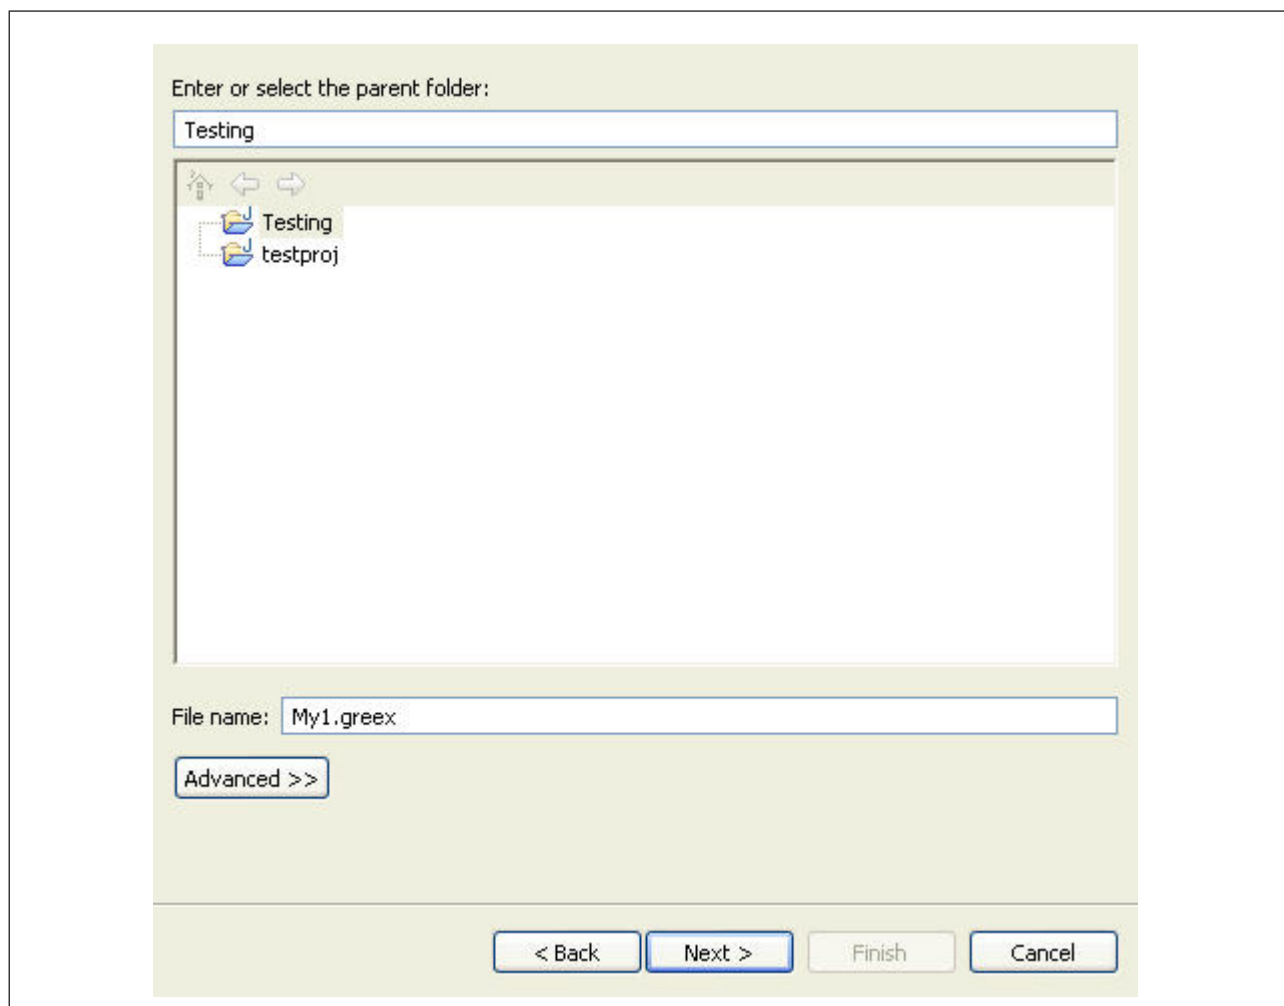 Enter or select the parent folder:
Testing
Testing
testproj
File name: My1.greex
Advanced >>
< Back Next > Finish Cancel